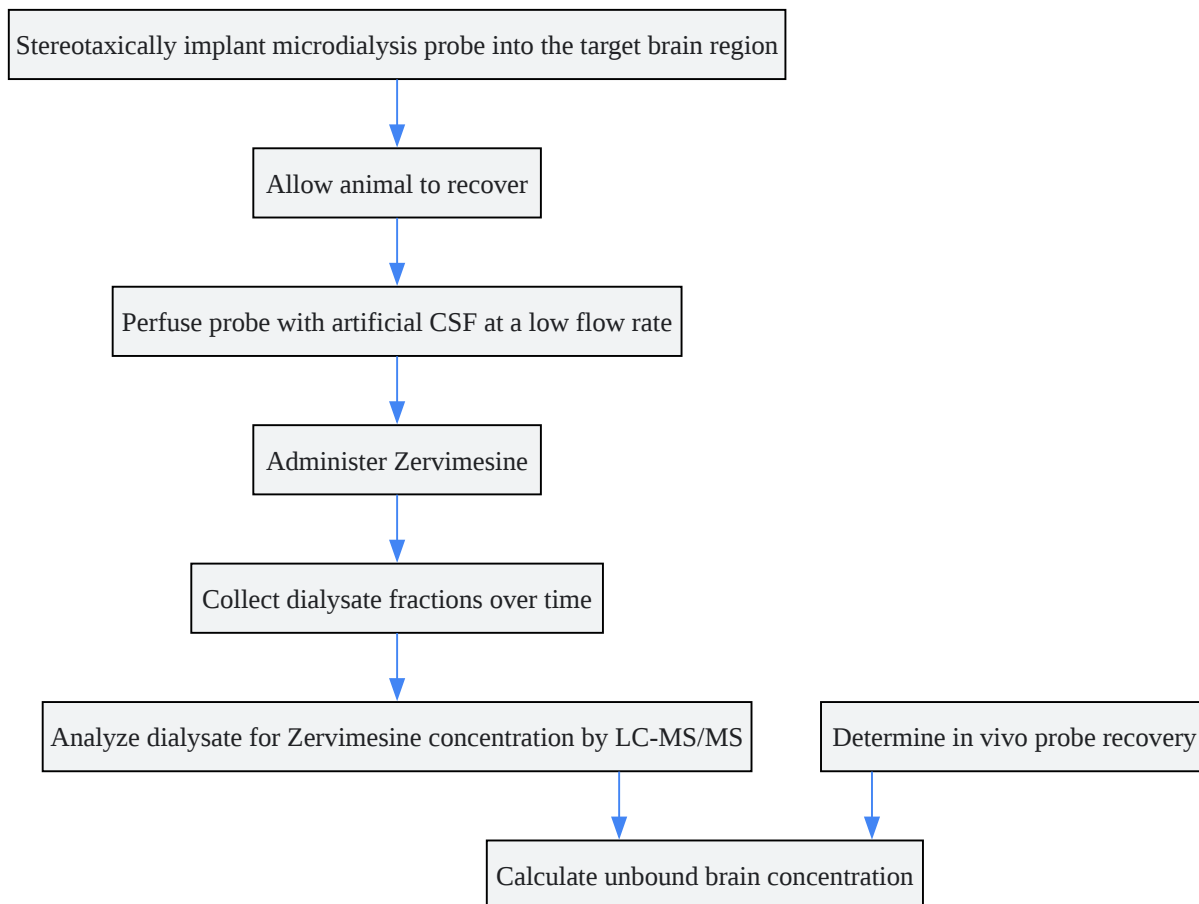 Stereotaxically implant microdialysis probe into the target brain region
Allow animal to recover
Perfuse probe with artificial CSF at a low flow rate
Administer Zervimesine
Collect dialysate fractions over time
Analyze dialysate for Zervimesine concentration by LC-MS/MS
Determine in vivo probe recovery
Calculate unbound brain concentration